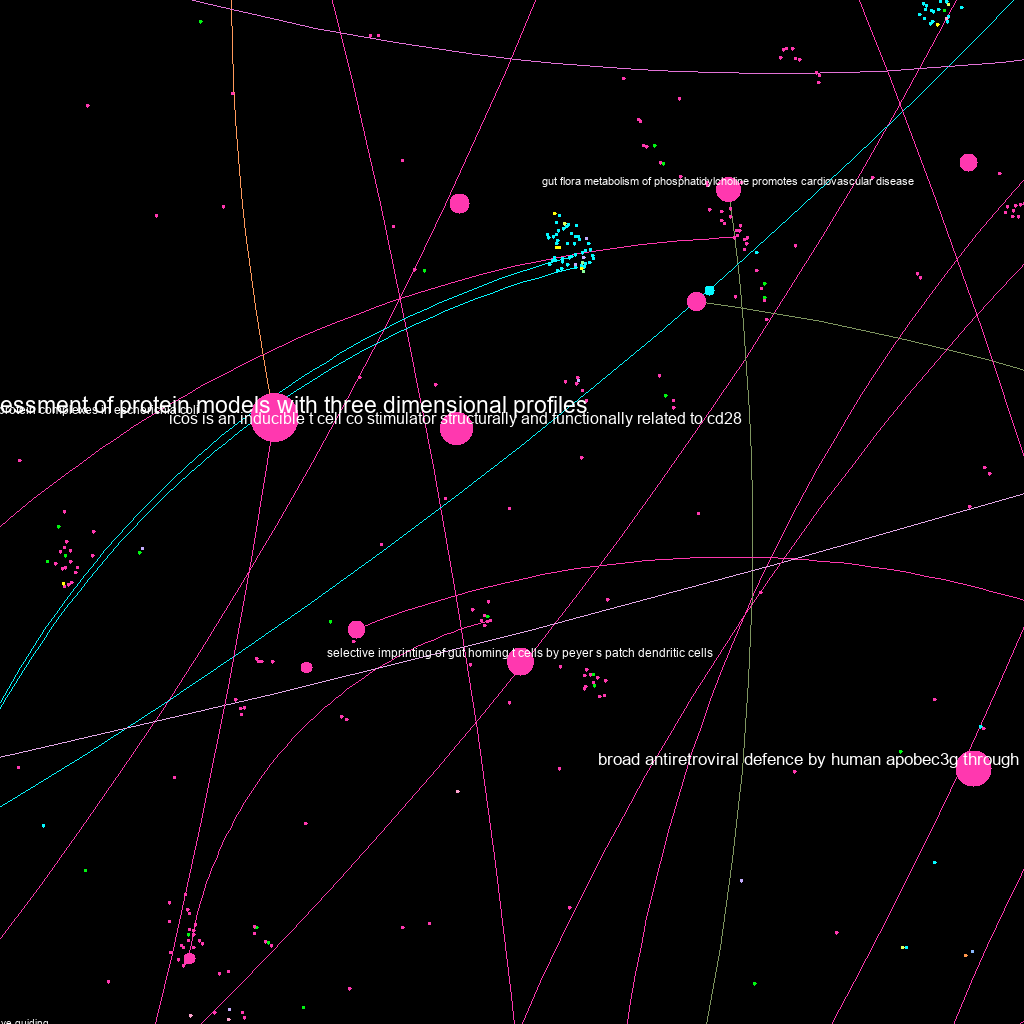 gut flora metabolism of phosphatidylcholine promotes cardiovascular disease
essment of protein models with three dimensional profiles
protein complexes in escherichia coli
icos is an inducible t cell co stimulator structurally and functionally related to cd28
selective imprinting of gut homing t cells by peyer s patch dendritic cells
broad antiretroviral defence by human apobec3g through
ve guiding